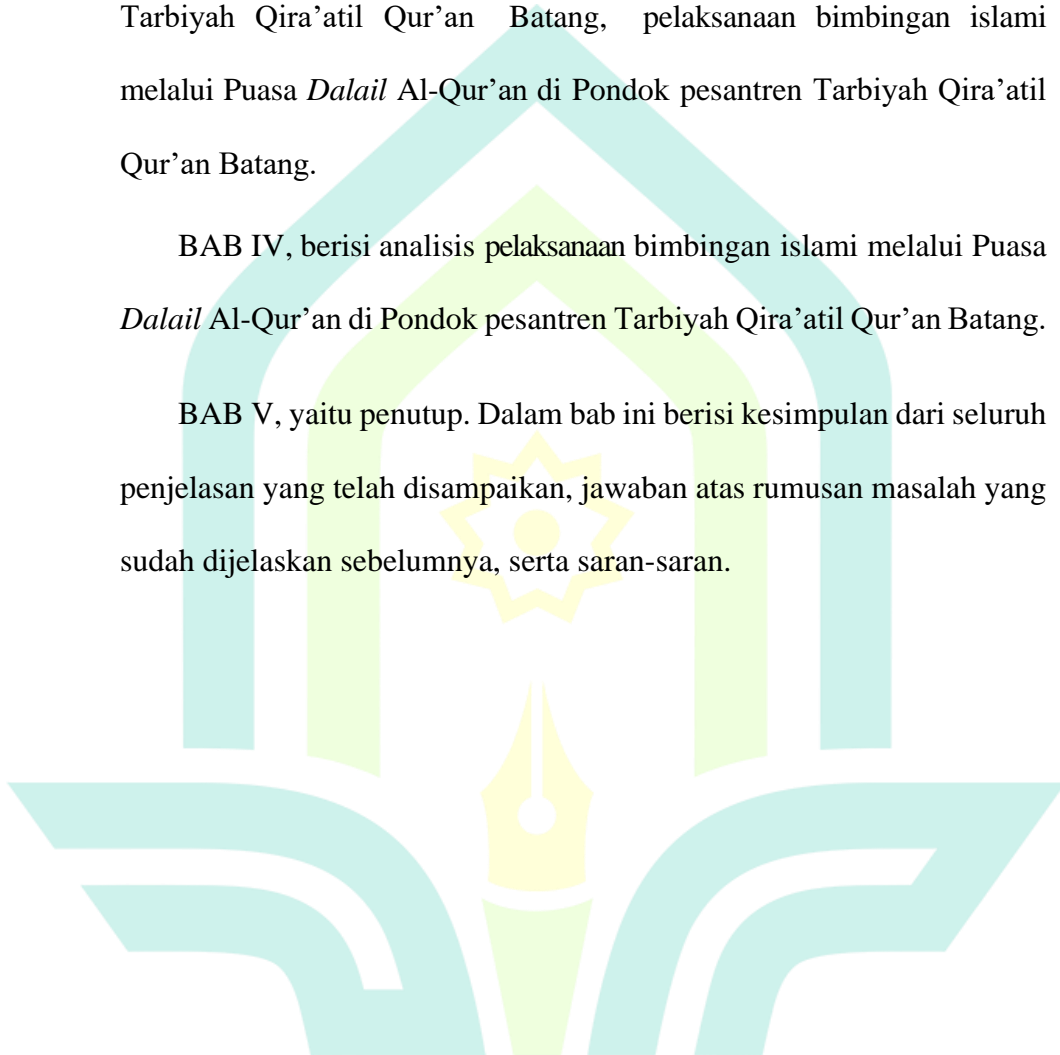 Tarbiyah Qira’atil Qur’an Batang, pelaksanaan bimbingan islami
melalui Puasa Dalail Al-Qur’an di Pondok pesantren Tarbiyah Qira’atil
Qur’an Batang.
BAB IV, berisi analisis pelaksanaan bimbingan islami melalui Puasa
Dalail Al-Qur’an di Pondok pesantren Tarbiyah Qira’atil Qur’an Batang.
BAB V, yaitu penutup. Dalam bab ini berisi kesimpulan dari seluruh
penjelasan yang telah disampaikan, jawaban atas rumusan masalah yang
sudah dijelaskan sebelumnya, serta saran-saran.